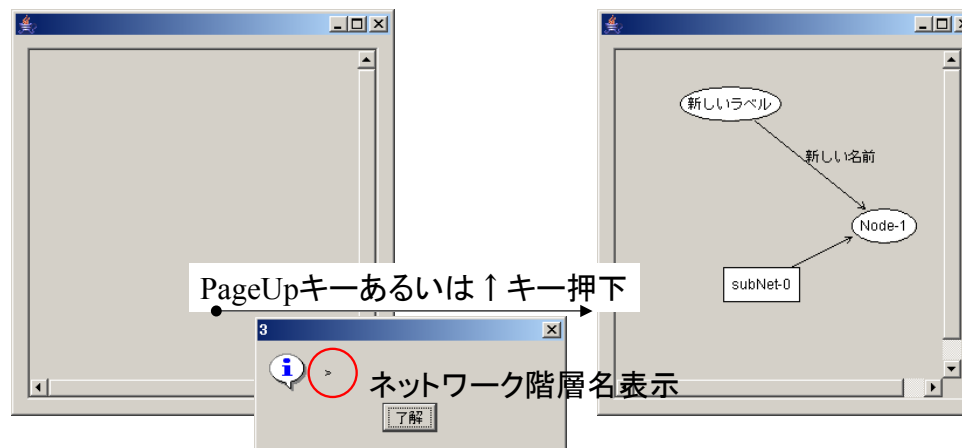 新しいラベル
新しい名前
Node-1
subNet-0
PageUpキーあるいは↑キー押下
3
>
ネットワーク階層名表示
了解